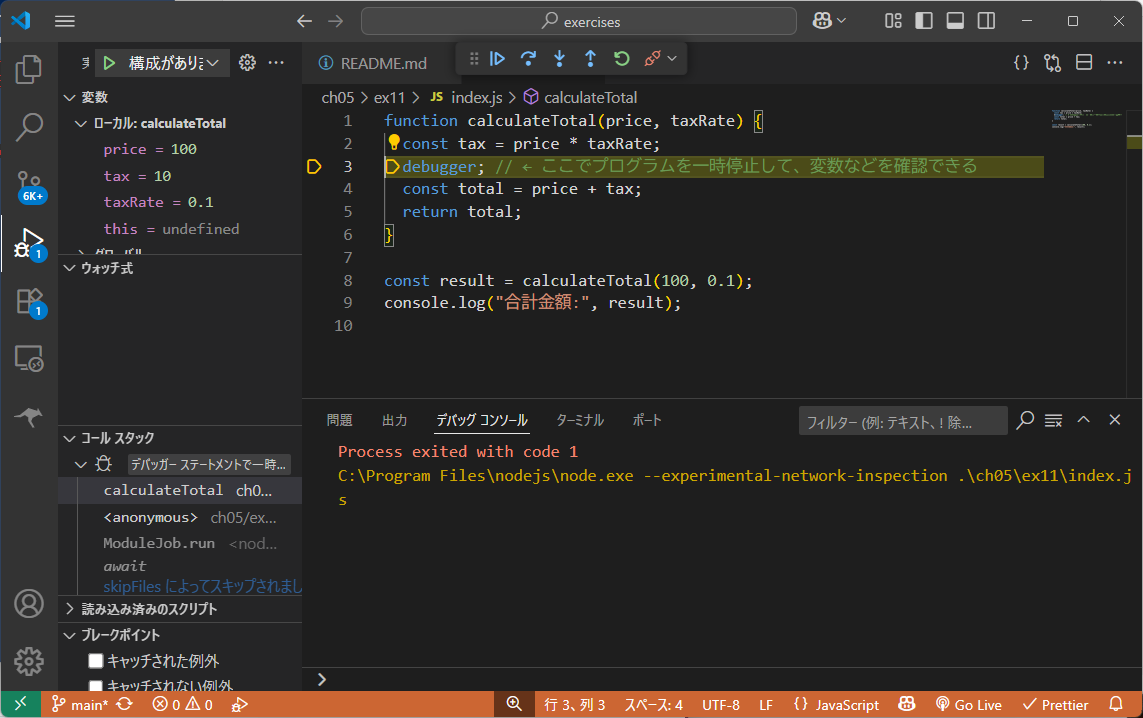 exercises
構成があり
README.md
変数
ローカル: calculateTotal
price = 100
tax = 10
taxRate = 0.1
this = undefined
グローバル
ウォッチ式
コール スタック
デバッガー ステートメントで一時...
calculateTotal ch0...
<anonymous> ch05/ex...
ModuleJob.run <nod...
await
skipFiles によってスキップされまし
読み込み済みのスクリプト
ブレークポイント
キャッチされた例外
キャッチされない例外
6K+
1
1
ch05 > ex11 > JS index.js > calculateTotal
1 function calculateTotal(price, taxRate) {
2 const tax = price * taxRate;
3 debugger; // ← ここでプログラムを一時停止して、変数などを確認できる
4 const total = price + tax;
5 return total;
6 }
7
8 const result = calculateTotal(100, 0.1);
9 console.log("合計金額:", result);
10
問題 出力 デバッグ コンソール ターミナル ポート
フィルター (例: テキスト、! 除...
Process exited with code 1
C:\Program Files\nodejs\node.exe --experimental-network-inspection .\ch05\ex11\index.j
s
main* 0 0 行 3、列 3 スペース: 4 UTF-8 LF {} JavaScript Go Live Prettier